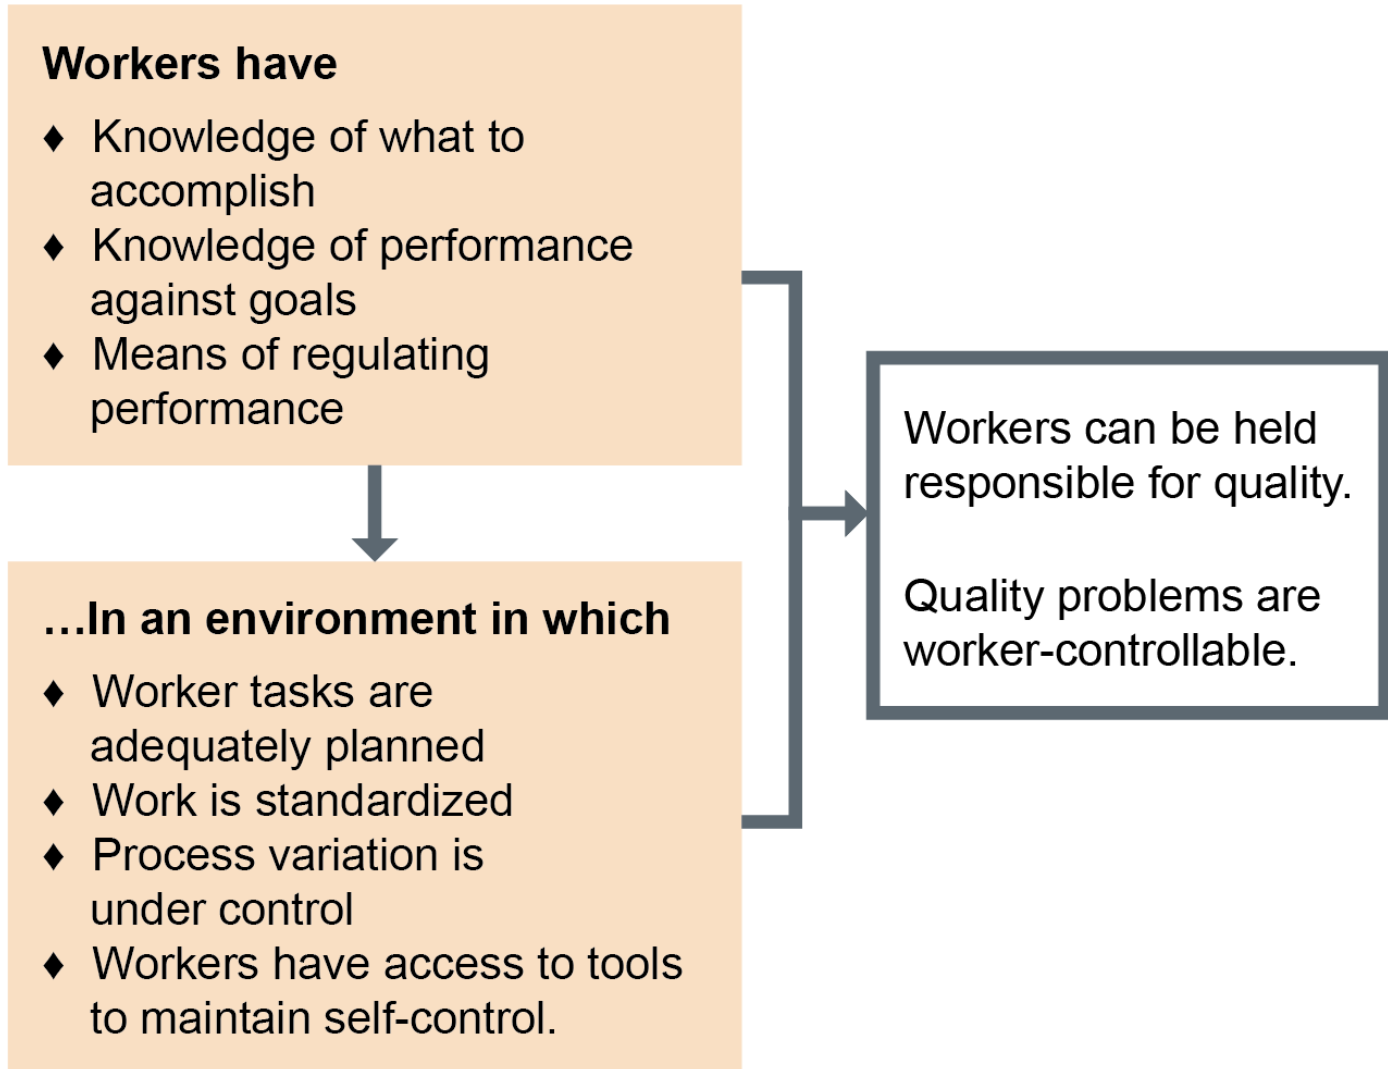 Workers have
♦ Knowledge of what to
accomplish
♦ Knowledge of performance
against goals
♦ Means of regulating
performance
…In an environment in which
♦ Worker tasks are
adequately planned
♦ Work is standardized
♦ Process variation is
under control
♦ Workers have access to tools
to maintain self-control.
Workers can be held
responsible for quality.
Quality problems are
worker-controllable.